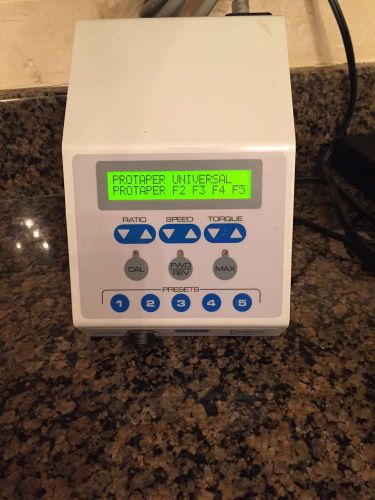 PROTAPER UNIVERSAL
PROTAPER F2 F3 F4 F5
RATIO SPEED TORQUE
CAL FWD REV MAX
PRESETS
1 2 3 4 5